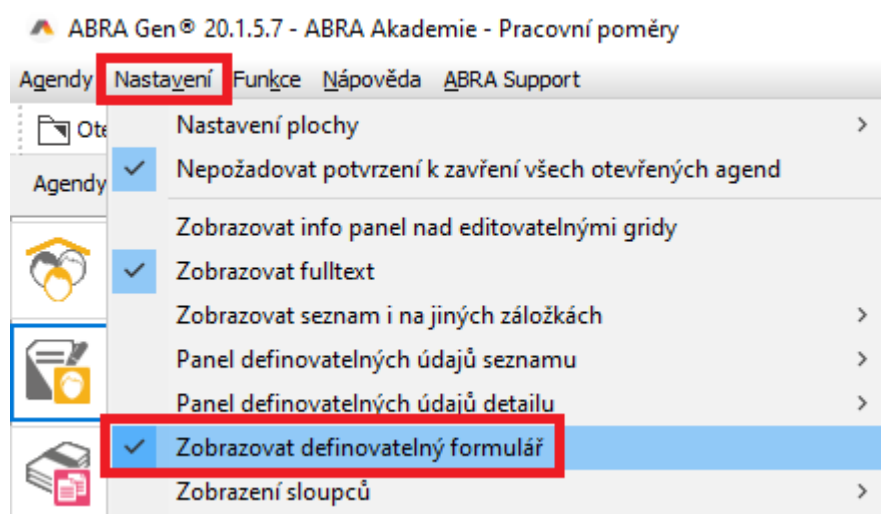 ABRA Gen® 20.1.5.7 - ABRA Akademie - Pracovní poměry
Agendy Nastavení Funkce Nápověda ABRA Support
Nastavení plochy
Agendy
Nepožadovat potvrzení k zavření všech otevřených agend
Zobrazovat info panel nad editovatelnými gridy
Zobrazovat fulltext
Zobrazovat seznam i na jiných záložkách
Panel definovatelných údajů seznamu
Panel definovatelných údajů detailu
Zobrazovat definovatelný formulář
Zobrazení sloupců